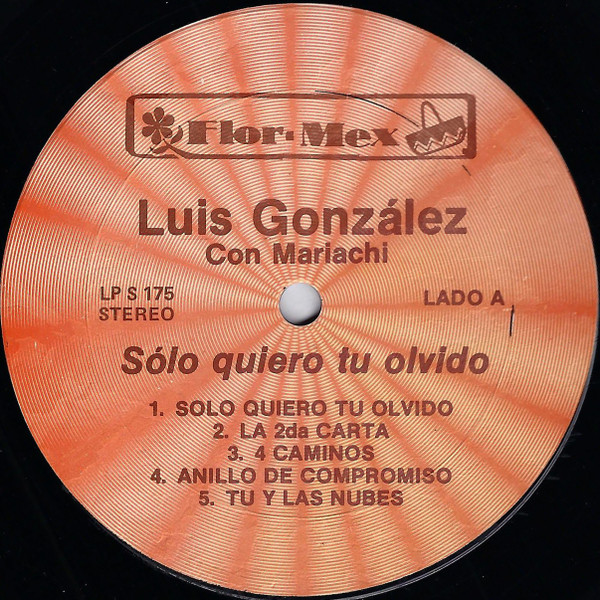 Flor-Mex
Luis González
Con Mariachi
LP S 175
STEREO
LADO A
Sólo quiero tu olvido
1. SOLO QUIERO TU OLVIDO
2. LA 2da CARTA
3. 4 CAMINOS
4. ANILLO DE COMPROMISO
5. TU Y LAS NUBES